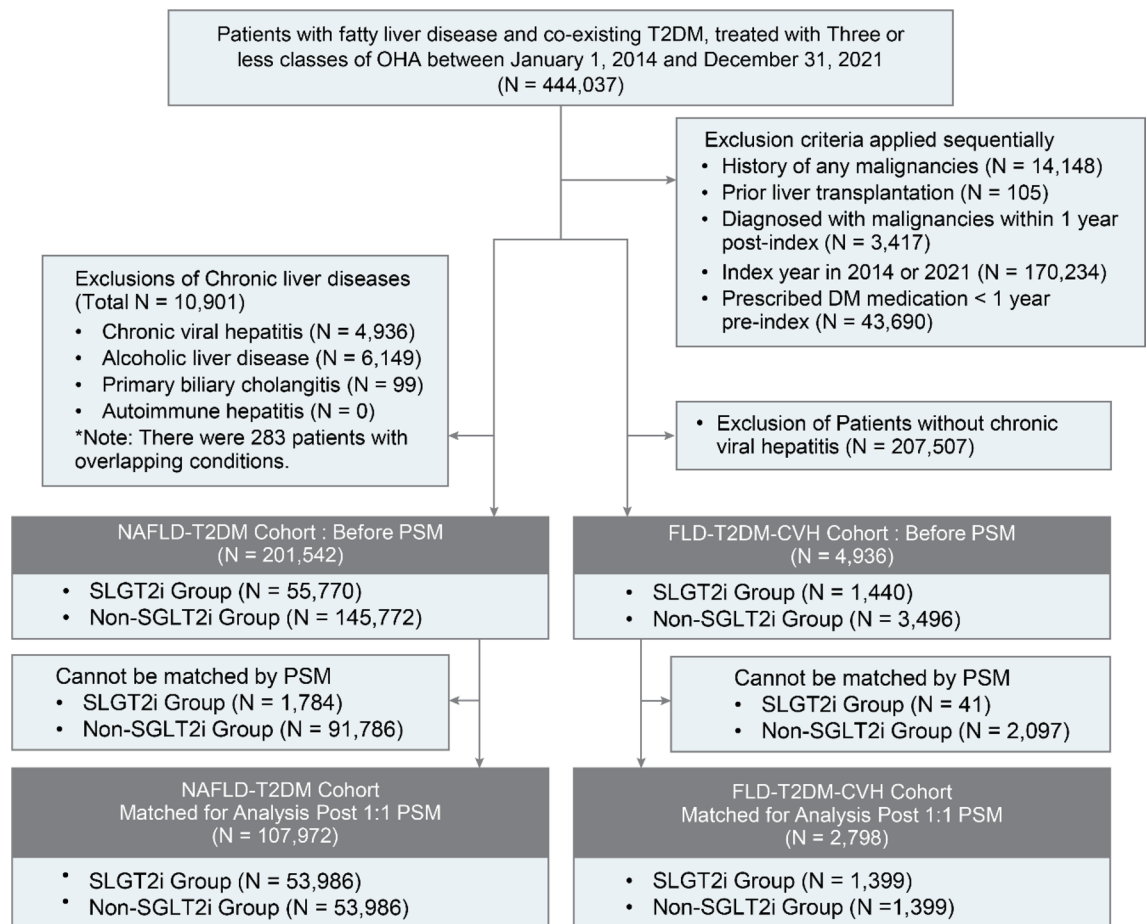 Patients with fatty liver disease and co-existing T2DM, treated with Three or
less classes of OHA between January 1, 2014 and December 31, 2021
(N = 444,037)
Exclusion criteria applied sequentially
• History of any malignancies (N = 14,148)
• Prior liver transplantation (N = 105)
• Diagnosed with malignancies within 1 year
post-index (N = 3,417)
• Index year in 2014 or 2021 (N = 170,234)
• Prescribed DM medication < 1 year
pre-index (N = 43,690)
Exclusions of Chronic liver diseases
(Total N = 10,901)
• Chronic viral hepatitis (N = 4,936)
• Alcoholic liver disease (N = 6,149)
• Primary biliary cholangitis (N = 99)
• Autoimmune hepatitis (N = 0)
*Note: There were 283 patients with
overlapping conditions.
• Exclusion of Patients without chronic
viral hepatitis (N = 207,507)
NAFLD-T2DM Cohort : Before PSM
(N = 201,542)
• SLGT2i Group (N = 55,770)
• Non-SGLT2i Group (N = 145,772)
FLD-T2DM-CVH Cohort : Before PSM
(N = 4,936)
• SLGT2i Group (N = 1,440)
• Non-SGLT2i Group (N = 3,496)
Cannot be matched by PSM
• SLGT2i Group (N = 1,784)
• Non-SGLT2i Group (N = 91,786)
Cannot be matched by PSM
• SLGT2i Group (N = 41)
• Non-SGLT2i Group (N = 2,097)
NAFLD-T2DM Cohort
Matched for Analysis Post 1:1 PSM
(N = 107,972)
• SLGT2i Group (N = 53,986)
• Non-SGLT2i Group (N = 53,986)
FLD-T2DM-CVH Cohort
Matched for Analysis Post 1:1 PSM
(N = 2,798)
• SLGT2i Group (N = 1,399)
• Non-SGLT2i Group (N =1,399)